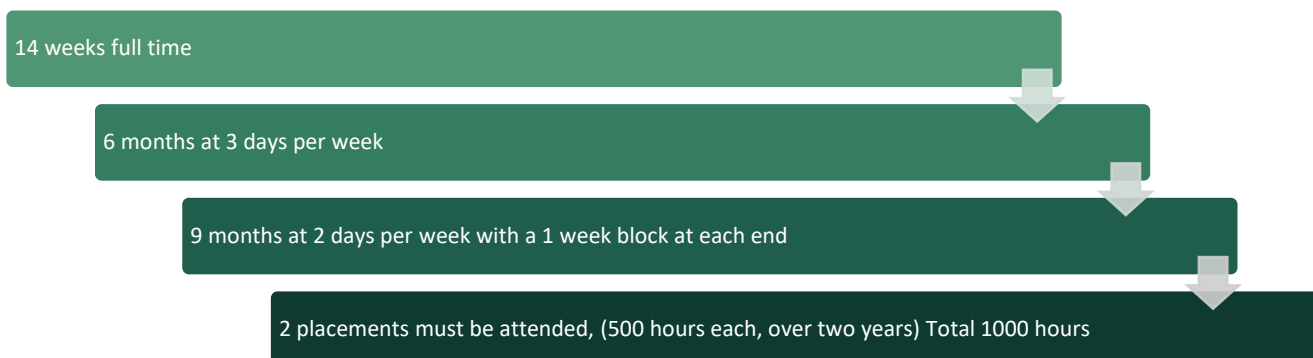 14 weeks full time
6 months at 3 days per week
9 months at 2 days per week with a 1 week block at each end
2 placements must be attended, (500 hours each, over two years) Total 1000 hours